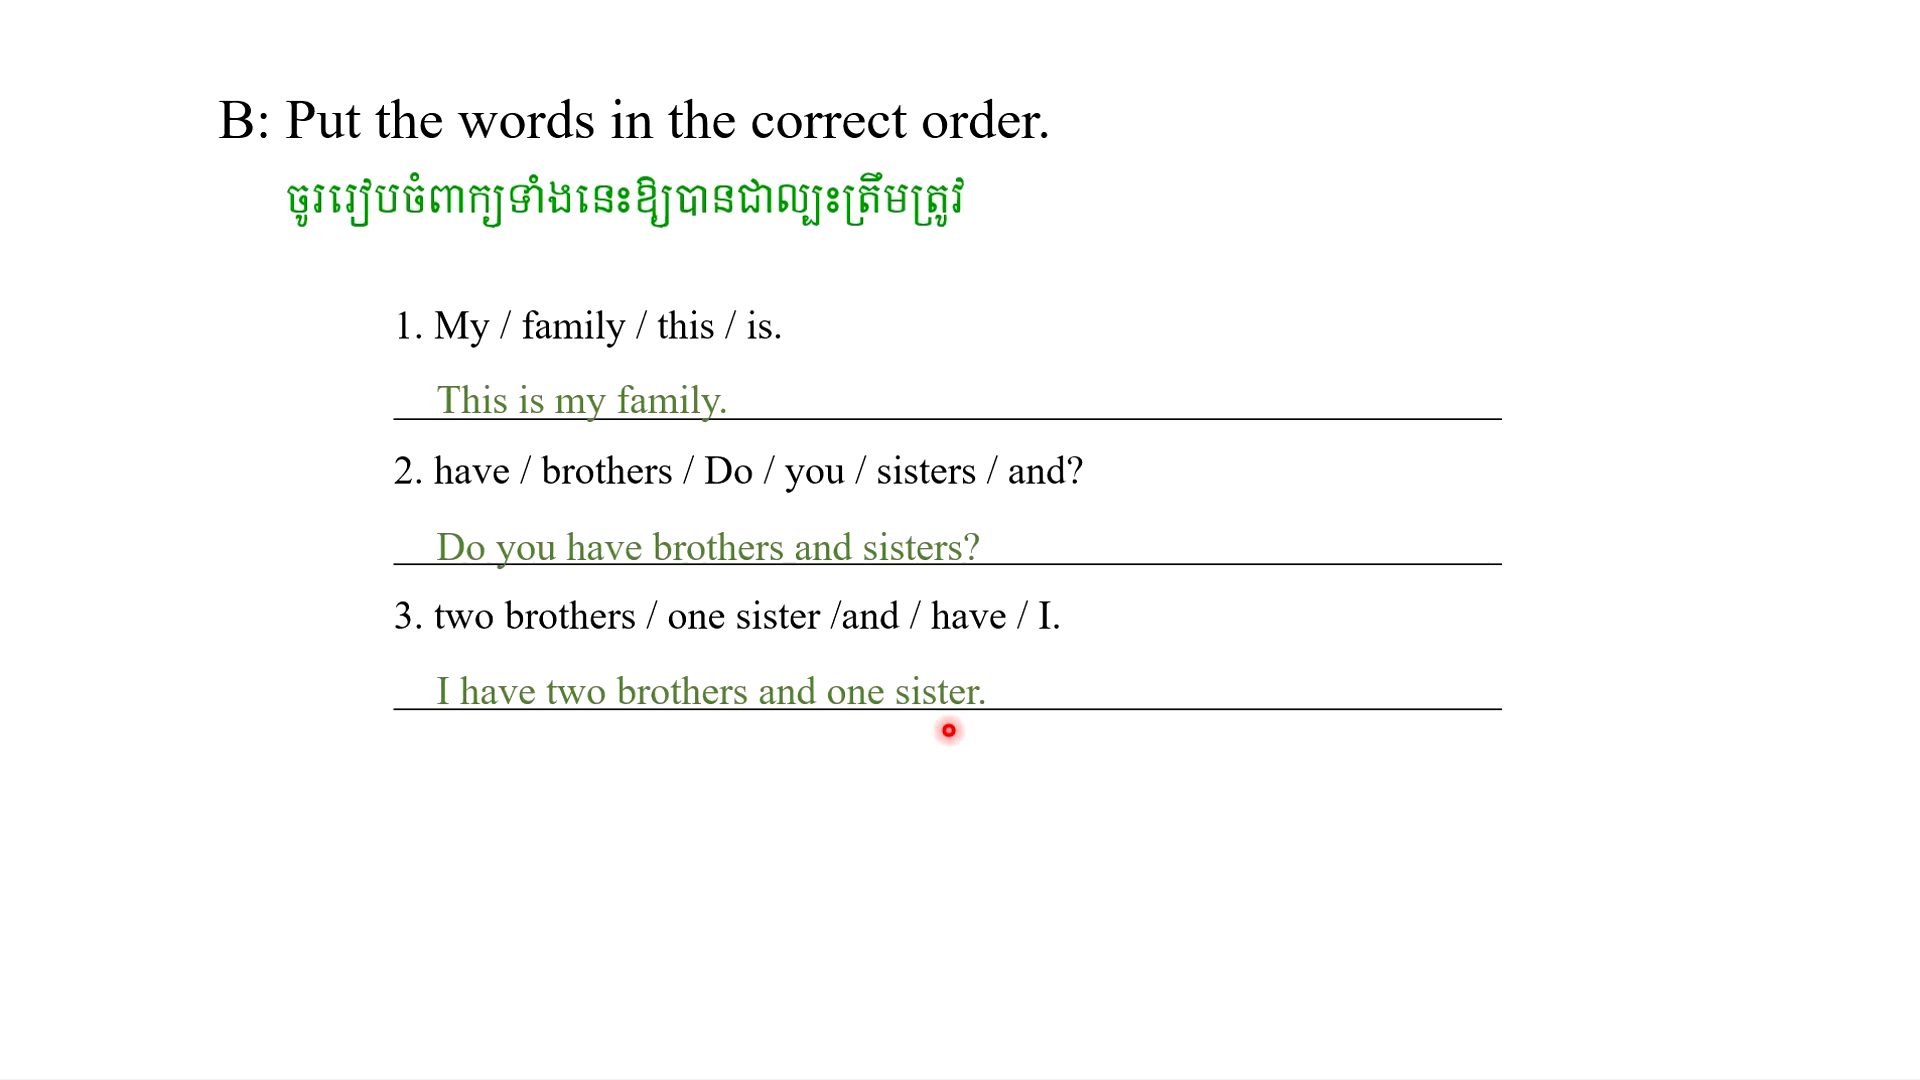 B: Put the words in the correct order.
ចូររៀបចំពាក្យទាំងនេះឱ្យបានជាល្បះត្រឹមត្រូវ
1. My / family / this / is.
This is my family.
2. have / brothers / Do / you / sisters / and?
Do you have brothers and sisters?
3. two brothers / one sister /and / have / I.
I have two brothers and one sister.